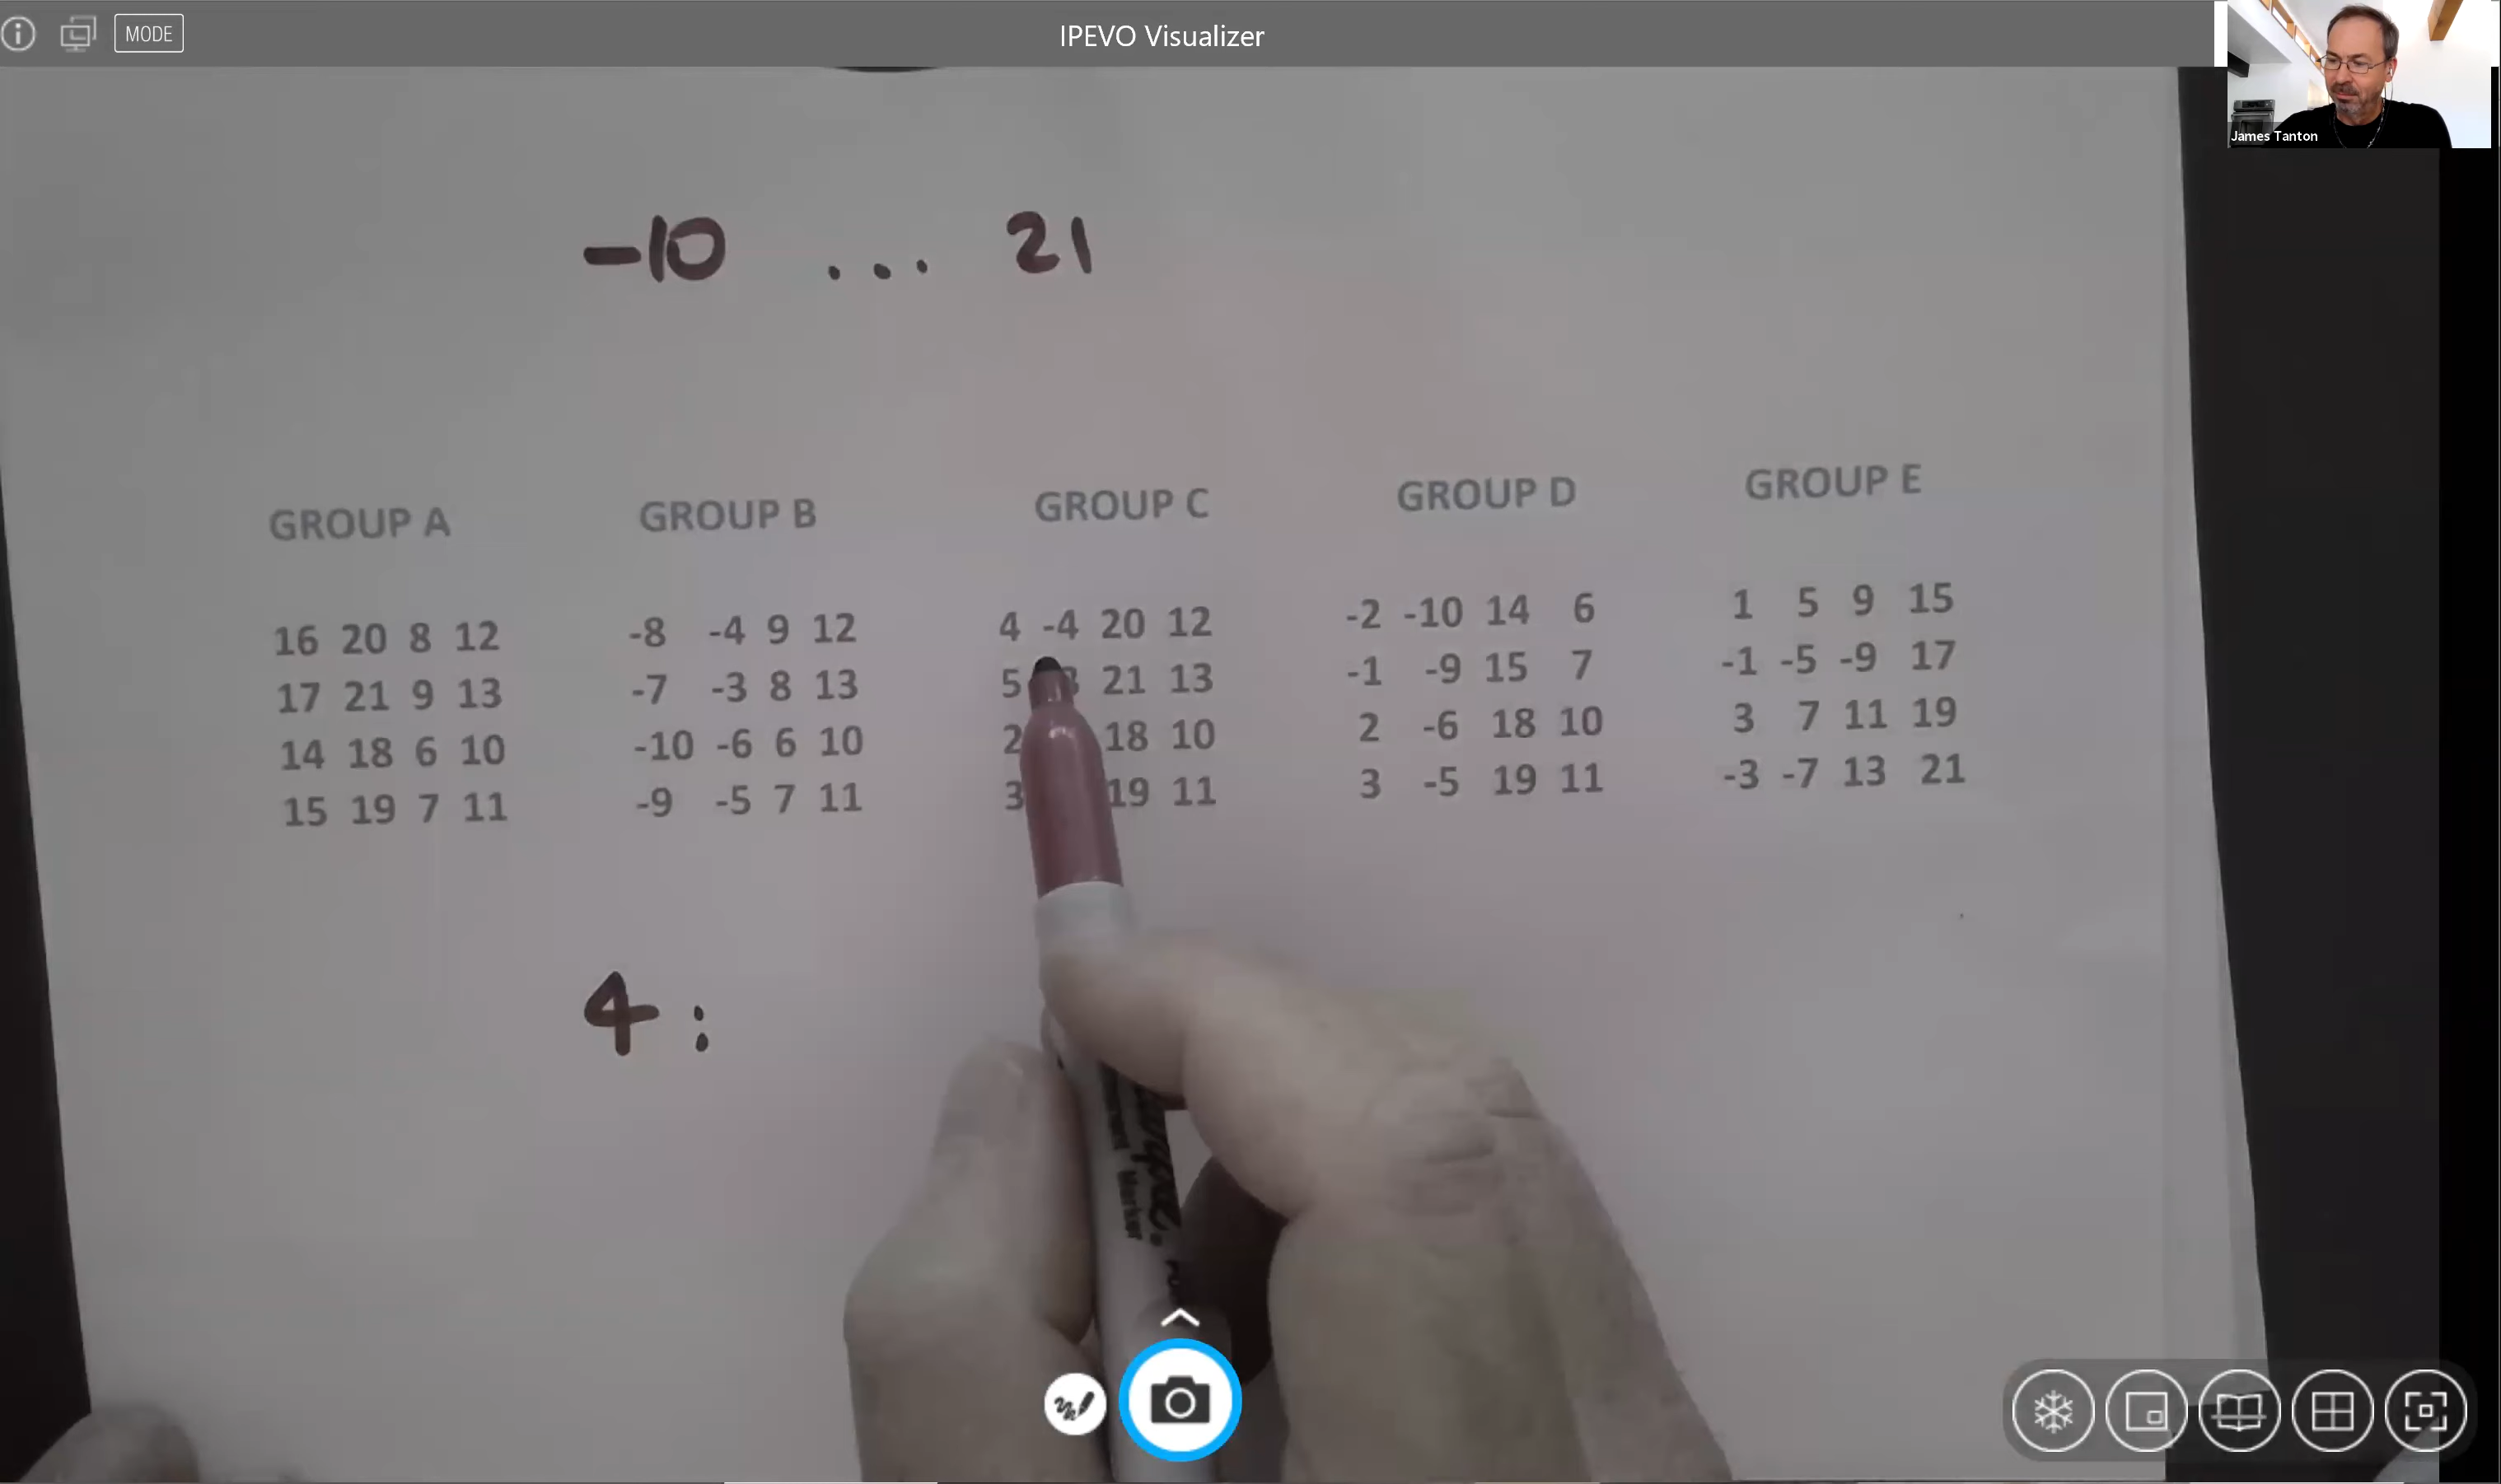 MODE
IPEVO Visualizer
James Tanton
-10 ... 21
GROUP A GROUP B GROUP C GROUP D GROUP E
16 20 8 12 -8 -4 9 12 4 -4 20 12 -2 -10 14 6 1 5 9 15
17 21 9 13 -7 -3 8 13 5 21 13 -1 -9 15 7 -1 -5 -9 17
14 18 6 10 -10 -6 6 10 2 18 10 2 -6 18 10 3 7 11 19
15 19 7 11 -9 -5 7 11 3 19 11 3 -5 19 11 -3 -7 13 21
4 :
Marker